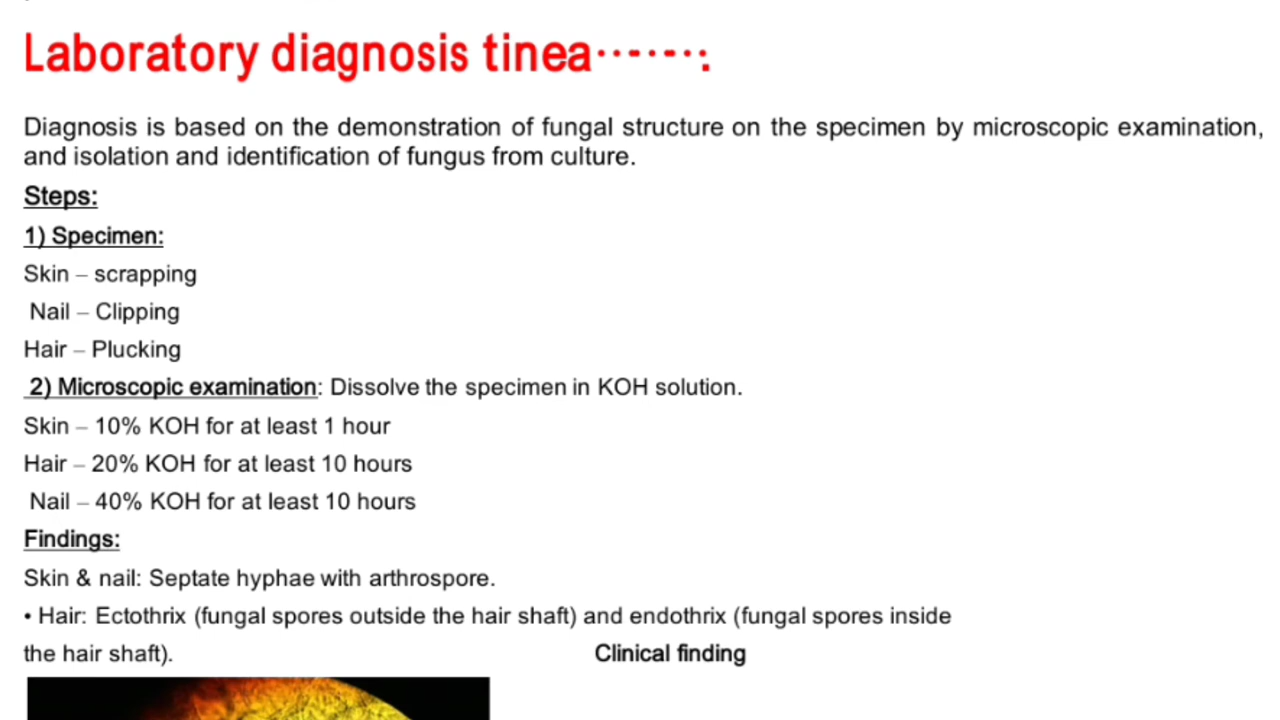 Laboratory diagnosis tinea·······:
Diagnosis is based on the demonstration of fungal structure on the specimen by microscopic examination,
and isolation and identification of fungus from culture.
Steps:
1) Specimen:
Skin – scrapping
Nail – Clipping
Hair – Plucking
2) Microscopic examination: Dissolve the specimen in KOH solution.
Skin – 10% KOH for at least 1 hour
Hair – 20% KOH for at least 10 hours
Nail – 40% KOH for at least 10 hours
Findings:
Skin & nail: Septate hyphae with arthrospore.
• Hair: Ectothrix (fungal spores outside the hair shaft) and endothrix (fungal spores inside
the hair shaft). Clinical finding